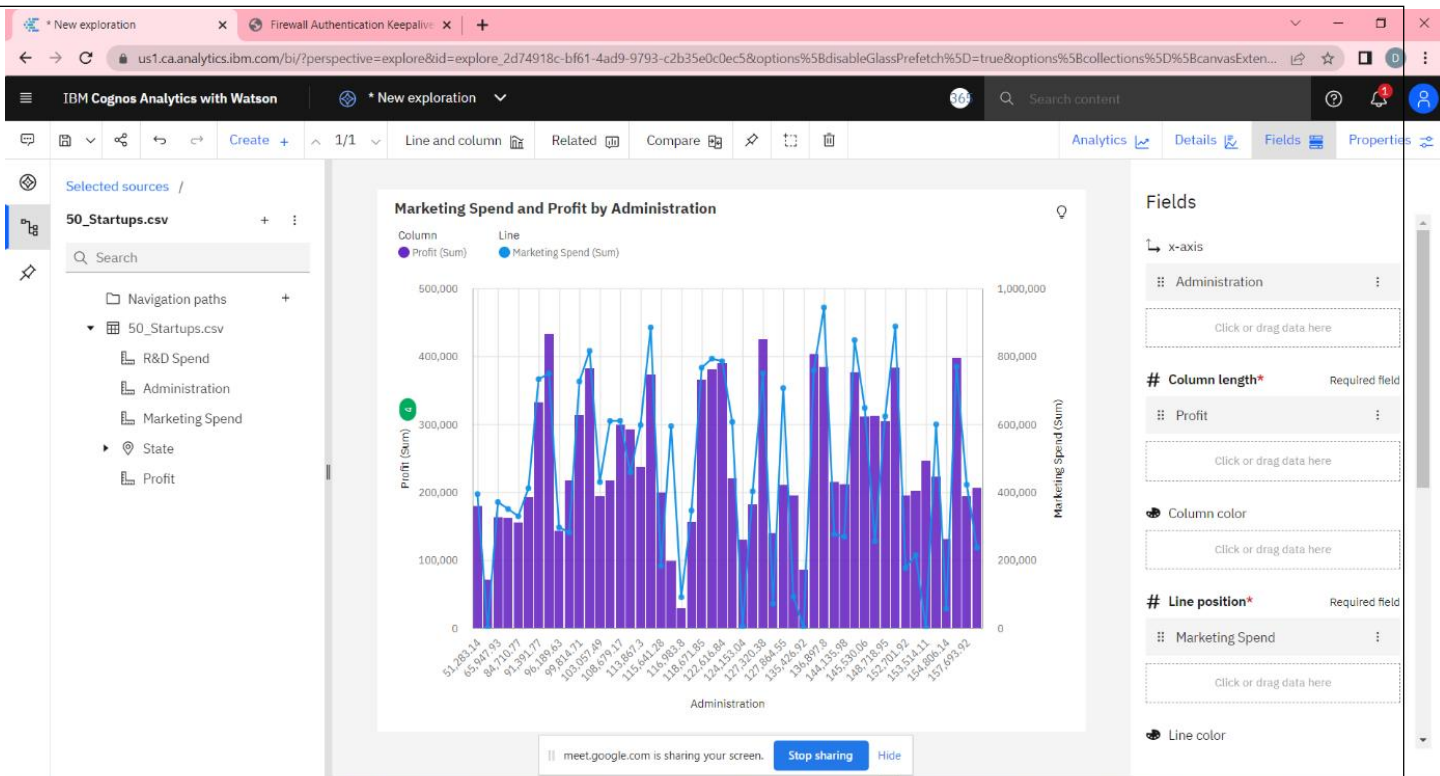 * New exploration
Firewall Authentication Keepalive
us1.ca.analytics.ibm.com/bi/?perspective=explore&id=explore_2d74918c-bf61-4ad9-9793-c2b35e0c0ec5&options%5BdisableGlassPrefetch%5D=true&options%5Bcollections%5D%5BcanvasExten...
D
IBM Cognos Analytics with Watson
* New exploration
365
Search content
1
Create +
1/1
Line and column
Related
Compare
Analytics
Details
Fields
Properties
Selected sources /
50_Startups.csv
Search
Navigation paths
50_Startups.csv
R&D Spend
Administration
Marketing Spend
State
Profit
Marketing Spend and Profit by Administration
Column
Line
Profit (Sum)
Marketing Spend (Sum)
500,000
400,000
300,000
200,000
100,000
0
Profit (Sum)
1,000,000
800,000
600,000
400,000
200,000
0
Marketing Spend (Sum)
51,283.14
65,947.93
84,710.77
91,391.77
96,189.63
99,814.71
103,057.49
108,679.17
113,867.3
115,641.28
116,983.8
118,671.85
122,616.84
124,153.04
127,320.38
127,864.55
135,426.92
136,897.8
144,135.98
145,530.06
148,718.95
152,701.92
153,514.11
154,806.14
157,693.92
Administration
Fields
x-axis
Administration
Click or drag data here
# Column length*
Required field
Profit
Click or drag data here
Column color
Click or drag data here
# Line position*
Required field
Marketing Spend
Click or drag data here
Line color
meet.google.com is sharing your screen.
Stop sharing
Hide